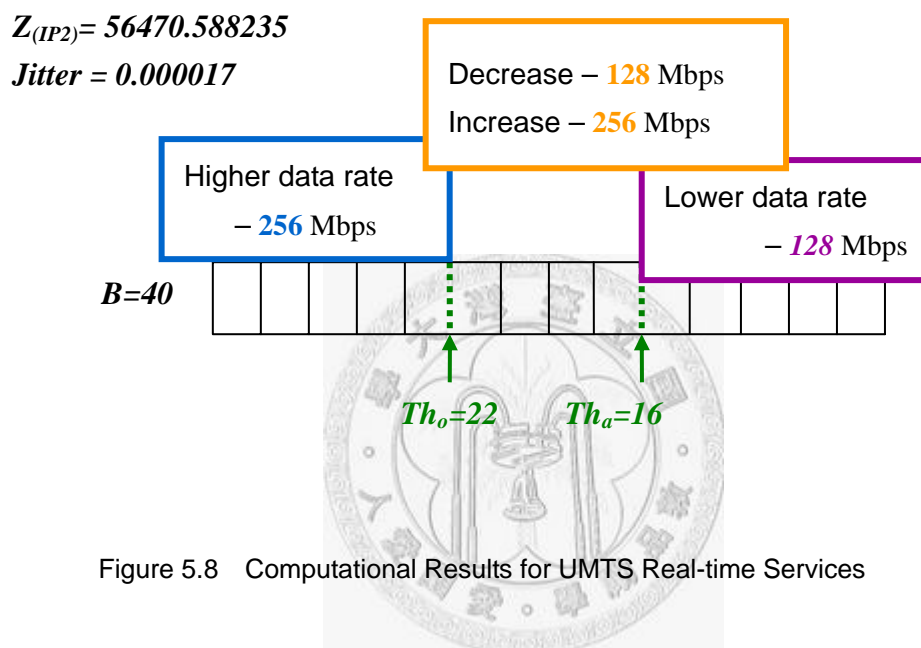 Z(IP2)= 56470.588235
Jitter = 0.000017
Decrease – 128 Mbps
Increase – 256 Mbps
Higher data rate
– 256 Mbps
Lower data rate
– 128 Mbps
B=40
Tho=22
Tha=16
Figure 5.8 Computational Results for UMTS Real-time Services